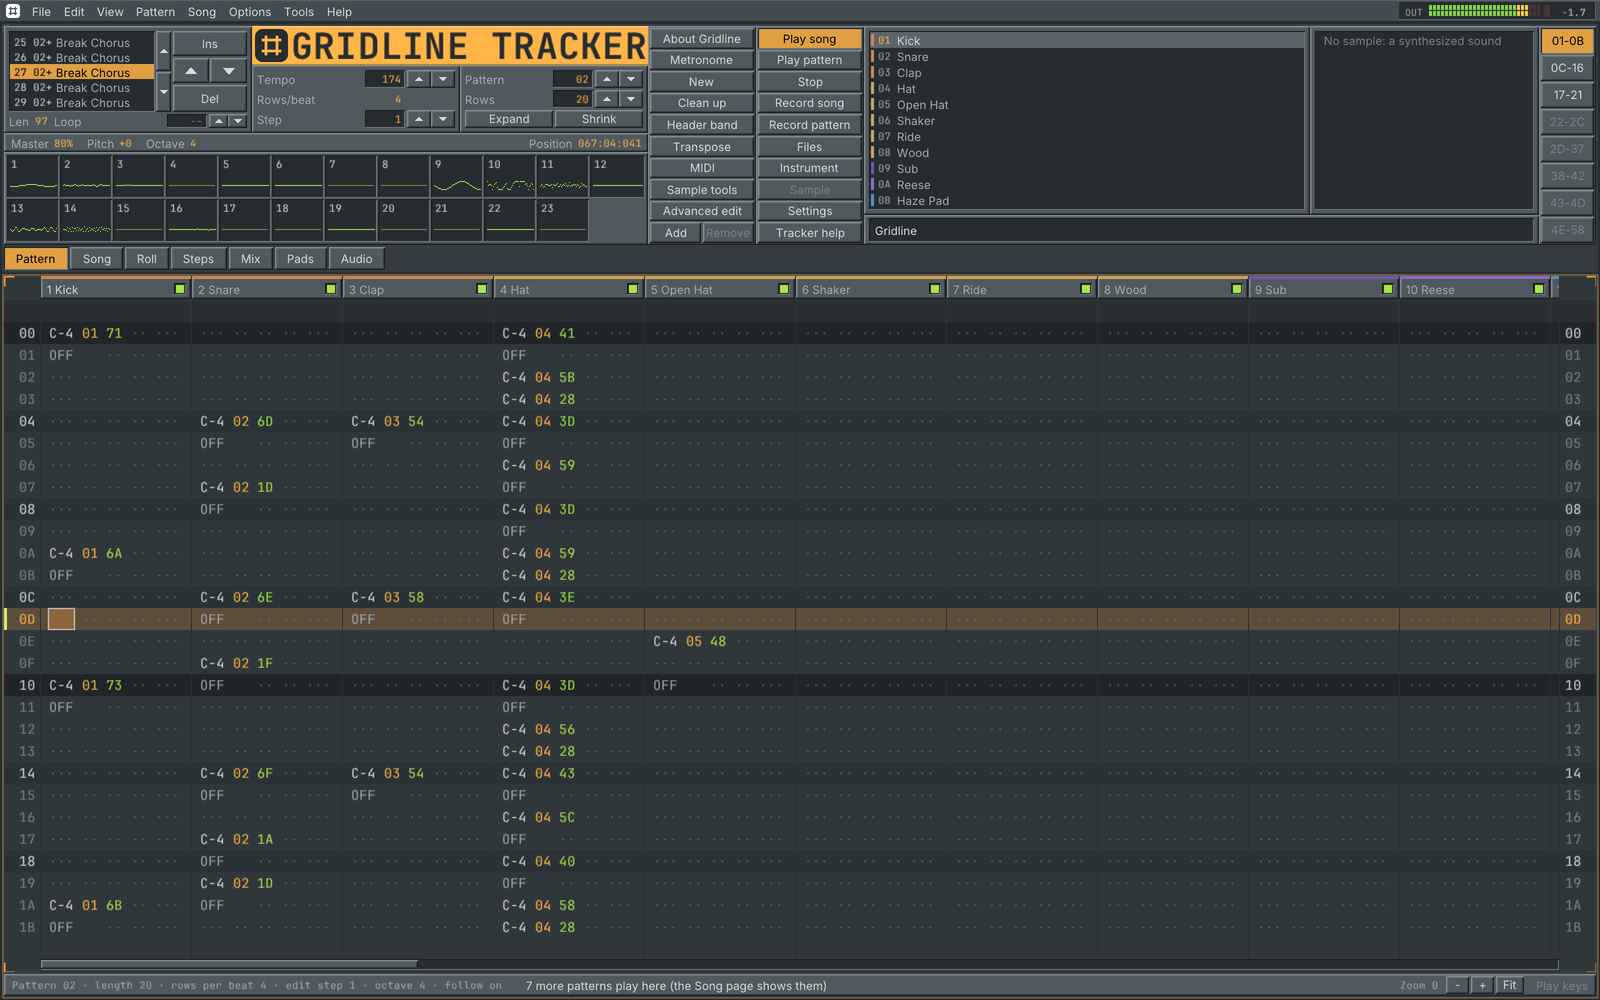 File Edit View Pattern Song Options Tools Help OUT -1.7
25 02+ Break Chorus
26 02+ Break Chorus
27 02+ Break Chorus
28 02+ Break Chorus
29 02+ Break Chorus
Len 97 Loop --
Ins
Del
GRIDLINE TRACKER
Tempo 174
Rows/beat 4
Step 1
Pattern 02
Rows 20
Expand Shrink
Master 80% Pitch +0 Octave 4 Position 067:04:041
1 2 3 4 5 6 7 8 9 10 11 12
13 14 15 16 17 18 19 20 21 22 23
About Gridline Play song
Metronome Play pattern
New Stop
Clean up Record song
Header band Record pattern
Transpose Files
MIDI Instrument
Sample tools Sample
Advanced edit Settings
Add Remove Tracker help
01 Kick
02 Snare
03 Clap
04 Hat
05 Open Hat
06 Shaker
07 Ride
08 Wood
09 Sub
0A Reese
0B Haze Pad
Gridline
No sample: a synthesized sound
01-0B
0C-16
17-21
22-2C
2D-37
38-42
43-4D
4E-58
Pattern Song Roll Steps Mix Pads Audio
1 Kick 2 Snare 3 Clap 4 Hat 5 Open Hat 6 Shaker 7 Ride 8 Wood 9 Sub 10 Reese
00 C-4 01 71 C-4 04 41 00
01 OFF OFF 01
02 C-4 04 5B 02
03 C-4 04 28 03
04 C-4 02 6D C-4 03 54 C-4 04 3D 04
05 OFF OFF OFF 05
06 C-4 04 59 06
07 C-4 02 1D OFF 07
08 OFF C-4 04 3D 08
09 OFF 09
0A C-4 01 6A C-4 04 59 0A
0B OFF C-4 04 28 0B
0C C-4 02 6E C-4 03 58 C-4 04 3E 0C
0D OFF OFF OFF 0D
0E C-4 05 48 0E
0F C-4 02 1F 0F
10 C-4 01 73 OFF C-4 04 3D OFF 10
11 OFF OFF 11
12 C-4 04 56 12
13 C-4 04 28 13
14 C-4 02 6F C-4 03 54 C-4 04 43 14
15 OFF OFF OFF 15
16 C-4 04 5C 16
17 C-4 02 1A OFF 17
18 OFF C-4 04 40 18
19 C-4 02 1D OFF 19
1A C-4 01 6B OFF C-4 04 58 1A
1B OFF C-4 04 28 1B
Pattern 02 · length 20 · rows per beat 4 · edit step 1 · octave 4 · follow on 7 more patterns play here (the Song page shows them) Zoom 0 - + Fit Play keys